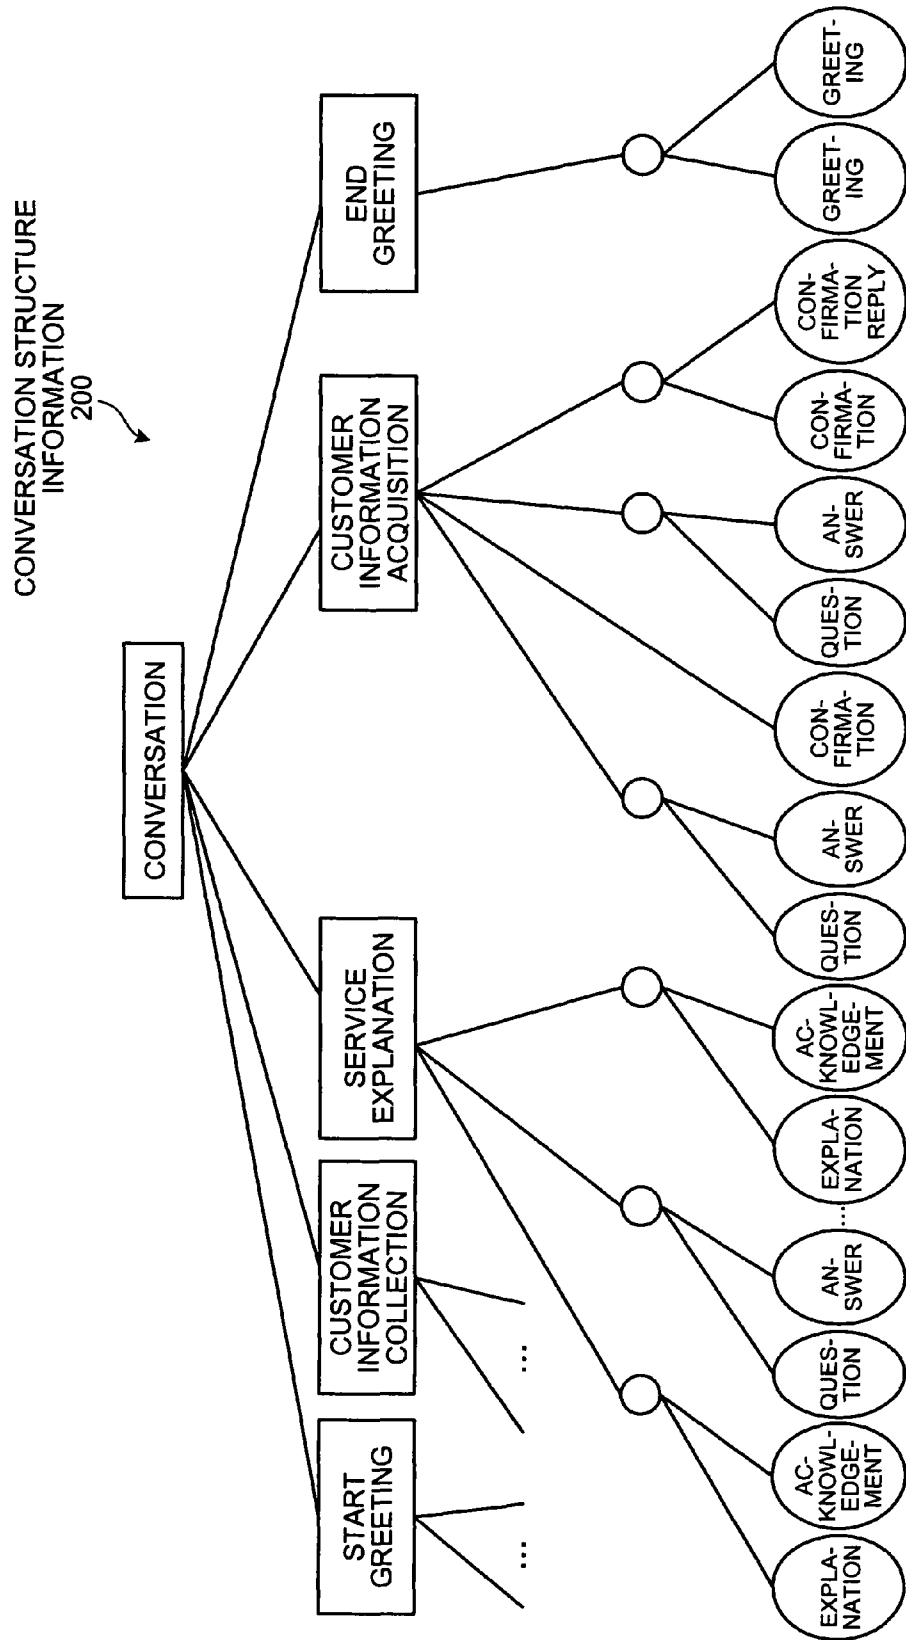 CONVERSATION STRUCTURE
INFORMATION
200
CONVERSATION
START
GREETING
CUSTOMER
INFORMATION
COLLECTION
SERVICE
EXPLANATION
CUSTOMER
INFORMATION
ACQUISITION
END
GREETING
...
...
EXPLA-
NATION
AC-
KNOWL-
EDGE-
MENT
QUES-
TION
AN-
SWER
...
EXPLA-
NATION
AC-
KNOWL-
EDGE-
MENT
QUES-
TION
AN-
SWER
CON-
FIRMA-
TION
QUES-
TION
AN-
SWER
CON-
FIRMA-
TION
CON-
FIRMA-
TION
REPLY
GREET-
ING
GREET-
ING